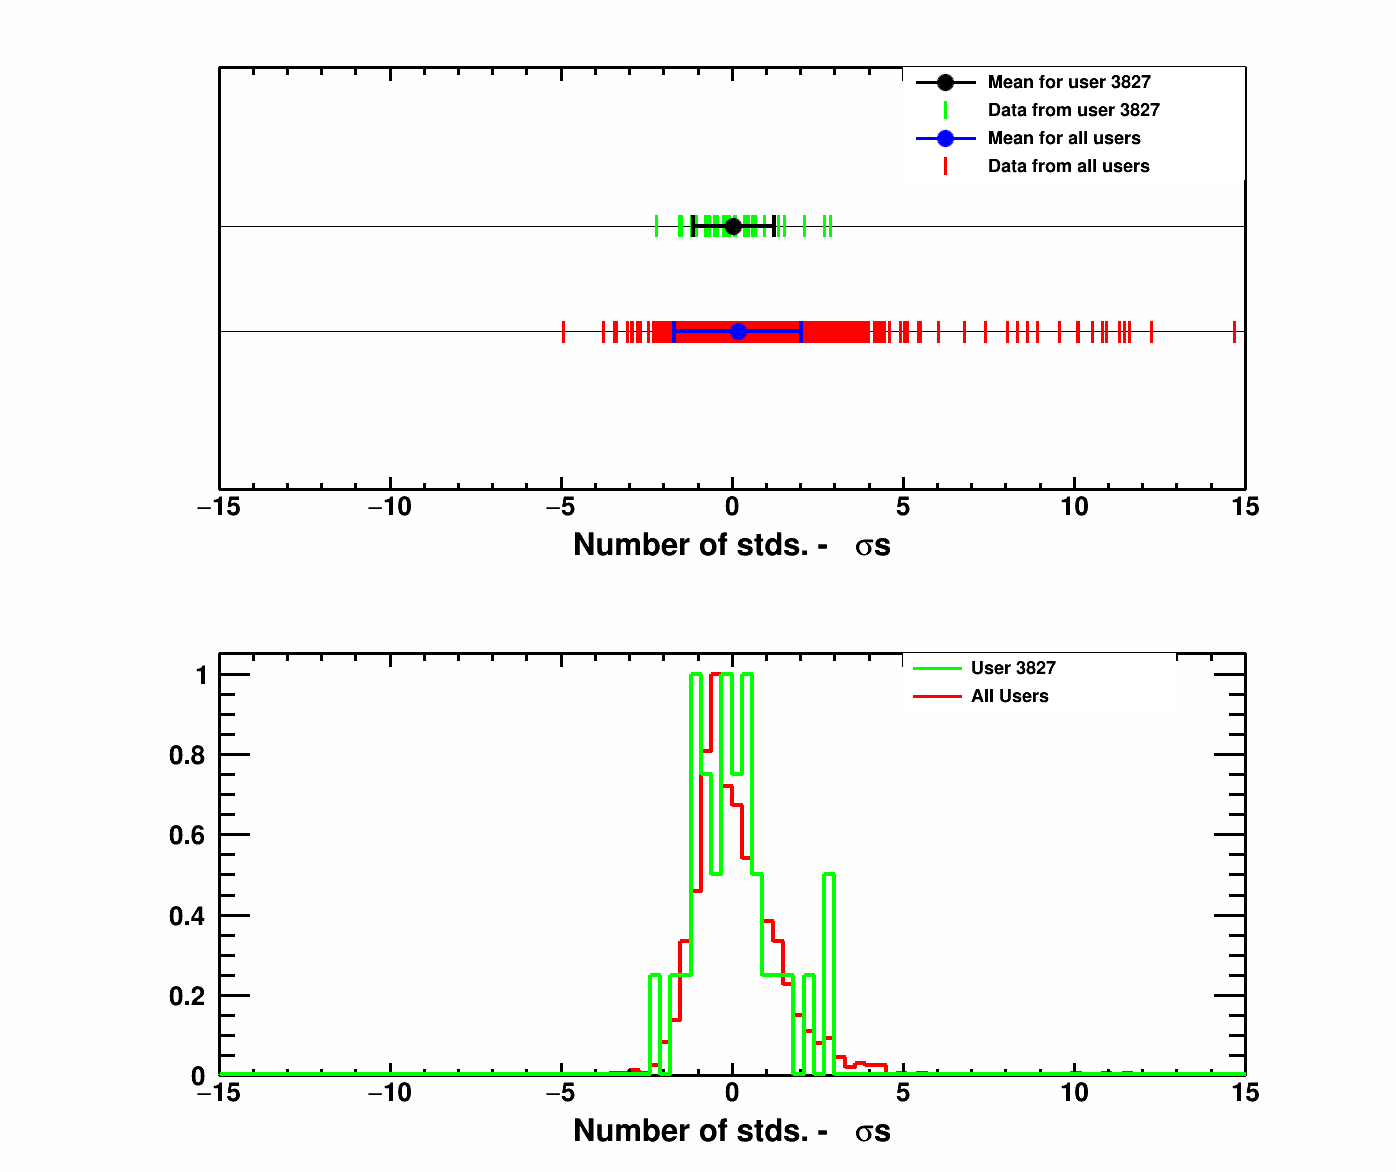 Mean for user 3827
Data from user 3827
Mean for all users
Data from all users
−15 −10 −5 0 5 10 15
Number of stds. - σs
User 3827
All Users
1
0.8
0.6
0.4
0.2
0
−15 −10 −5 0 5 10 15
Number of stds. - σs